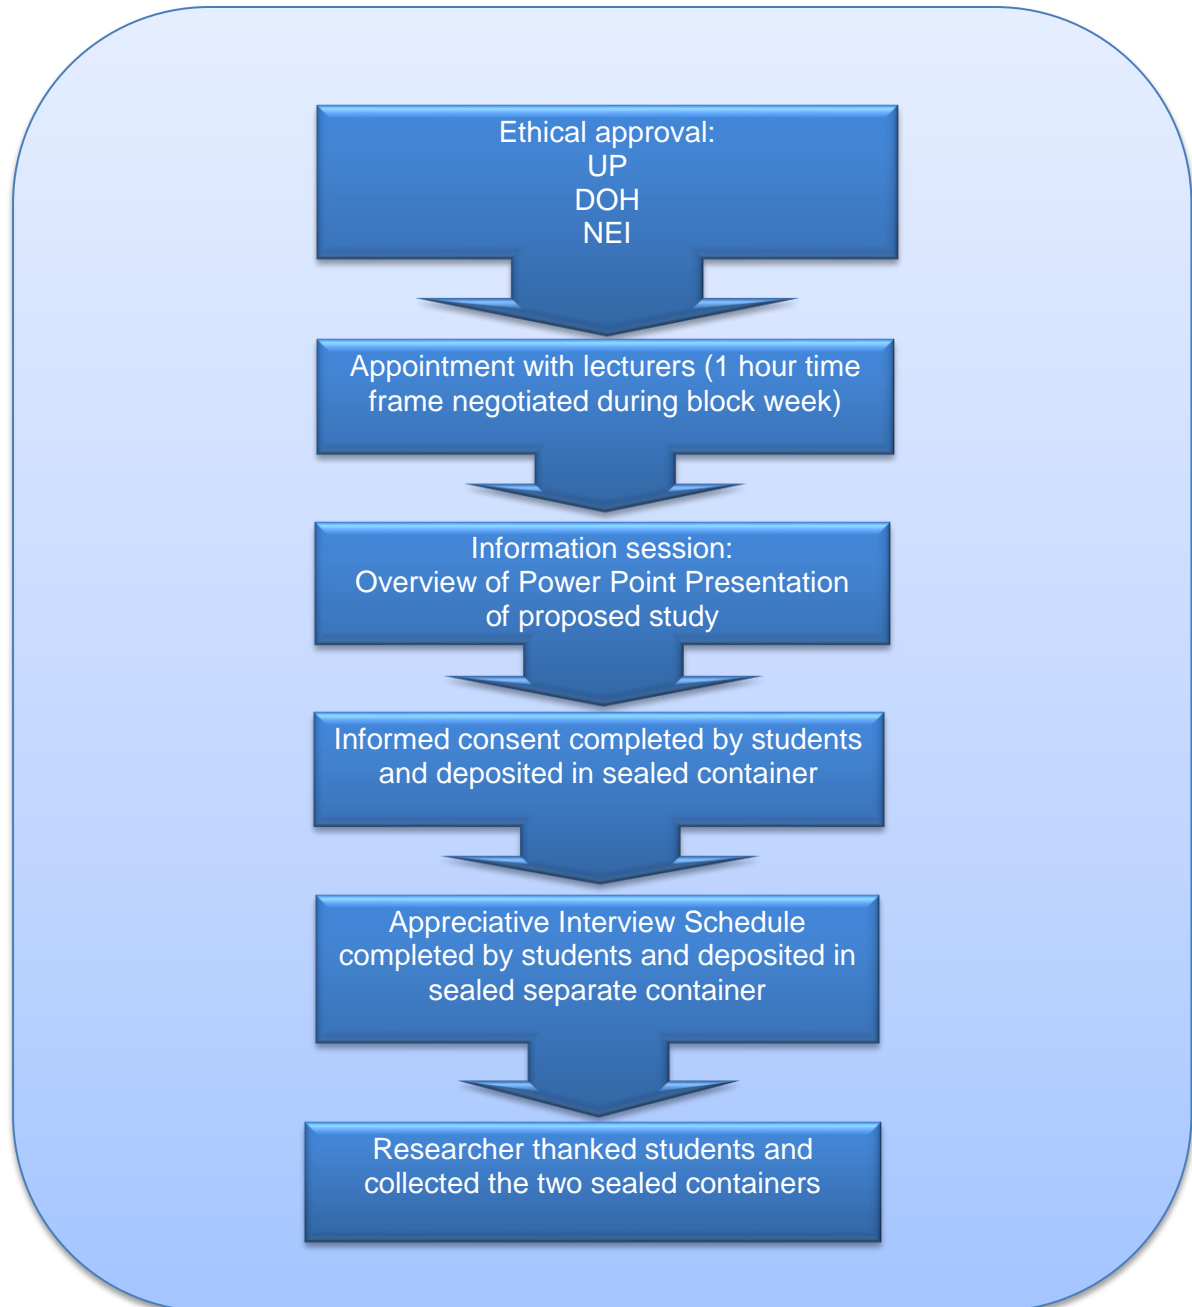 Ethical approval:
UP
DOH
NEI
Appointment with lecturers (1 hour time
frame negotiated during block week)
Information session:
Overview of Power Point Presentation
of proposed study
Informed consent completed by students
and deposited in sealed container
Appreciative Interview Schedule
completed by students and deposited in
sealed separate container
Researcher thanked students and
collected the two sealed containers